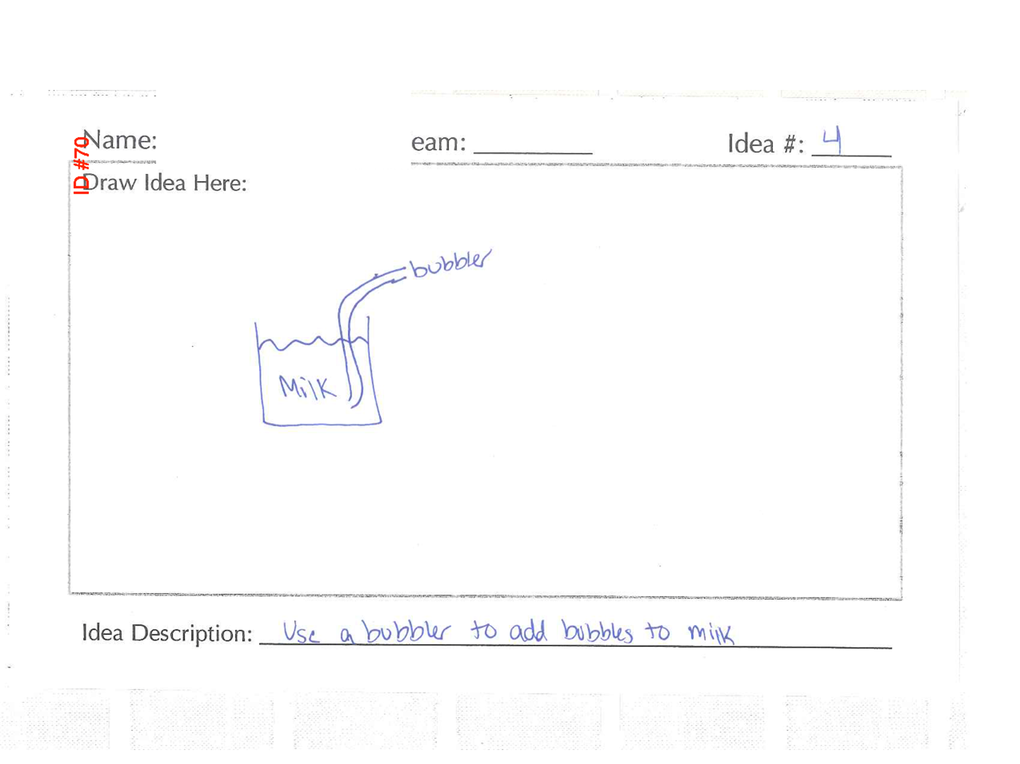 Name: eam: Idea #: 4
ID #70
Draw Idea Here:
bubbler
Milk
Idea Description: Use a bubbler to add bubbles to milk